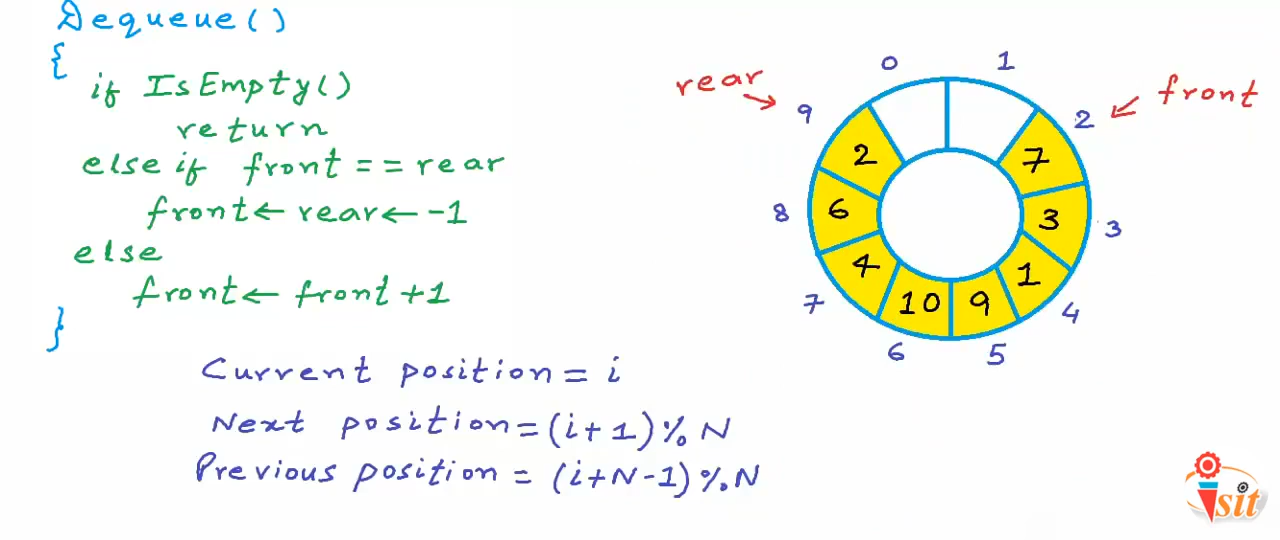 Dequeue()
{
if IsEmpty()
return
else if front == rear
front ← rear ← -1
else
front ← front +1
}
Current position = i
Next position = (i+1)%N
Previous position = (i+N-1)%N
rear
front
0
1
2
3
4
5
6
7
8
9
2
7
6
3
4
1
10
9
sit